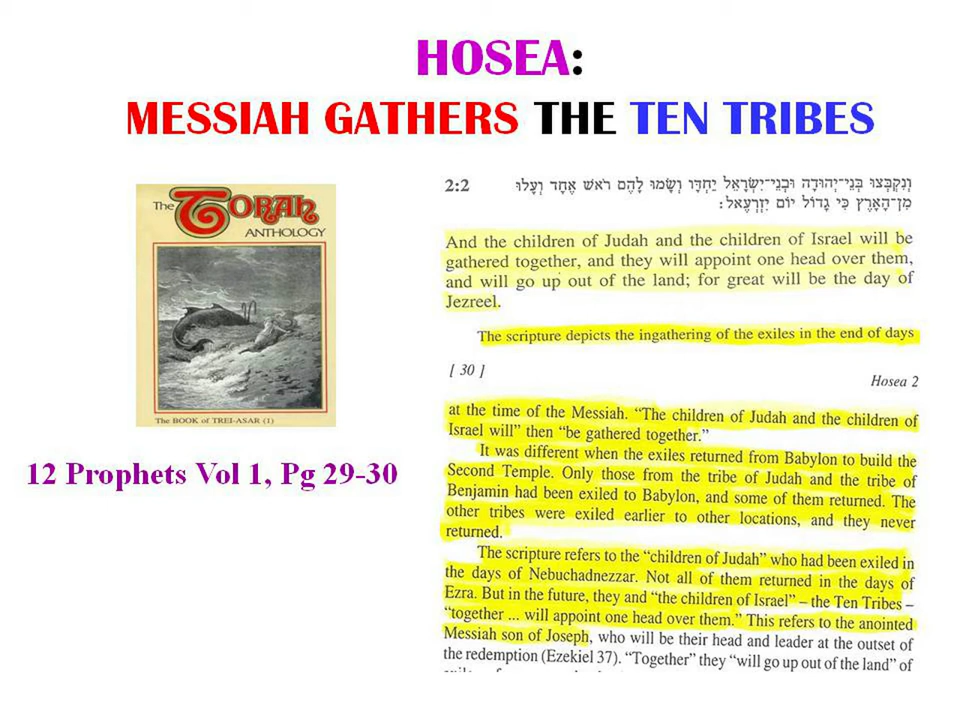 HOSEA:
MESSIAH GATHERS THE TEN TRIBES
The TORAH
ANTHOLOGY
The BOOK of TREI-ASAR (1)
12 Prophets Vol 1, Pg 29-30
2:2 וְנִקְבְּצוּ בְּנֵי־יְהוּדָה וּבְנֵי־יִשְׂרָאֵל יַחְדָּו וְשָׂמוּ לָהֶם רֹאשׁ אֶחָד וְעָלוּ
מִן־הָאָרֶץ כִּי גָדוֹל יוֹם יִזְרְעֶאל:
And the children of Judah and the children of Israel will be
gathered together, and they will appoint one head over them,
and will go up out of the land; for great will be the day of
Jezreel.
The scripture depicts the ingathering of the exiles in the end of days
[ 30 ]
Hosea 2
at the time of the Messiah. “The children of Judah and the children of
Israel will” then “be gathered together.”
It was different when the exiles returned from Babylon to build the
Second Temple. Only those from the tribe of Judah and the tribe of
Benjamin had been exiled to Babylon, and some of them returned. The
other tribes were exiled earlier to other locations, and they never
returned.
The scripture refers to the “children of Judah” who had been exiled in
the days of Nebuchadnezzar. Not all of them returned in the days of
Ezra. But in the future, they and “the children of Israel” – the Ten Tribes –
“together ... will appoint one head over them.” This refers to the anointed
Messiah son of Joseph, who will be their head and leader at the outset of
the redemption (Ezekiel 37). “Together” they “will go up out of the land” of